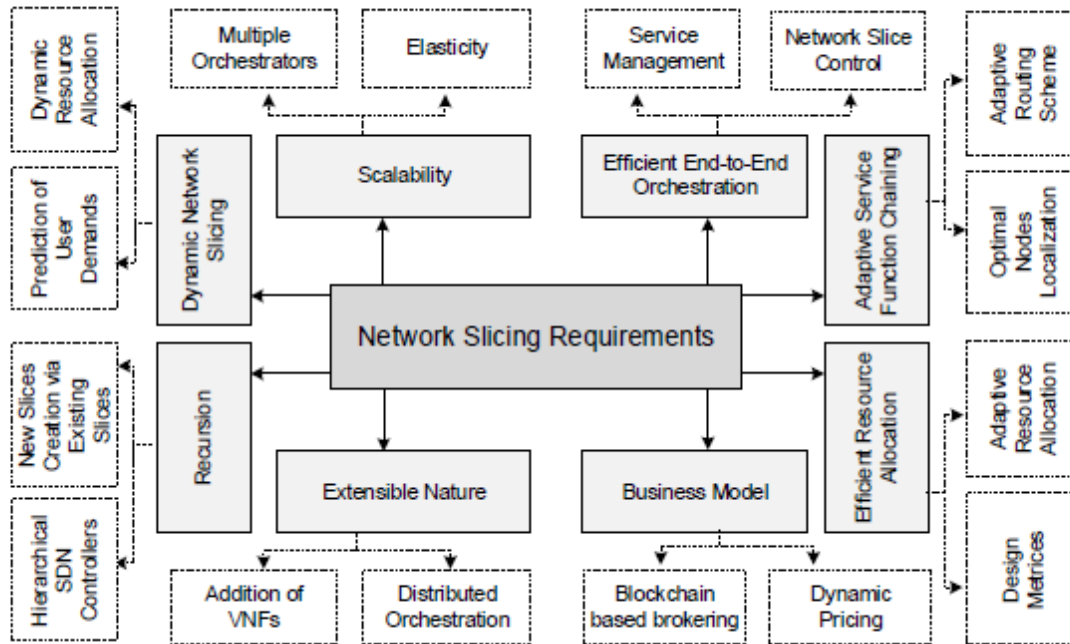 Multiple
Orchestrators
Elasticity
Service
Management
Network Slice
Control
Dynamic
Resource
Allocation
Adaptive
Routing
Scheme
Scalability
Efficient End-to-End
Orchestration
Dynamic Network
Slicing
Adaptive Service
Function Chaining
Prediction of
User
Demands
Optimal
Nodes
Localization
Network Slicing Requirements
New Slices
Creation via
Existing
Slices
Recursion
Efficient Resource
Allocation
Adaptive
Resource
Allocation
Extensible Nature
Business Model
Hierarchical
SDN
Controllers
Design
Metrices
Addition of
VNFs
Distributed
Orchestration
Blockchain
based brokering
Dynamic
Pricing